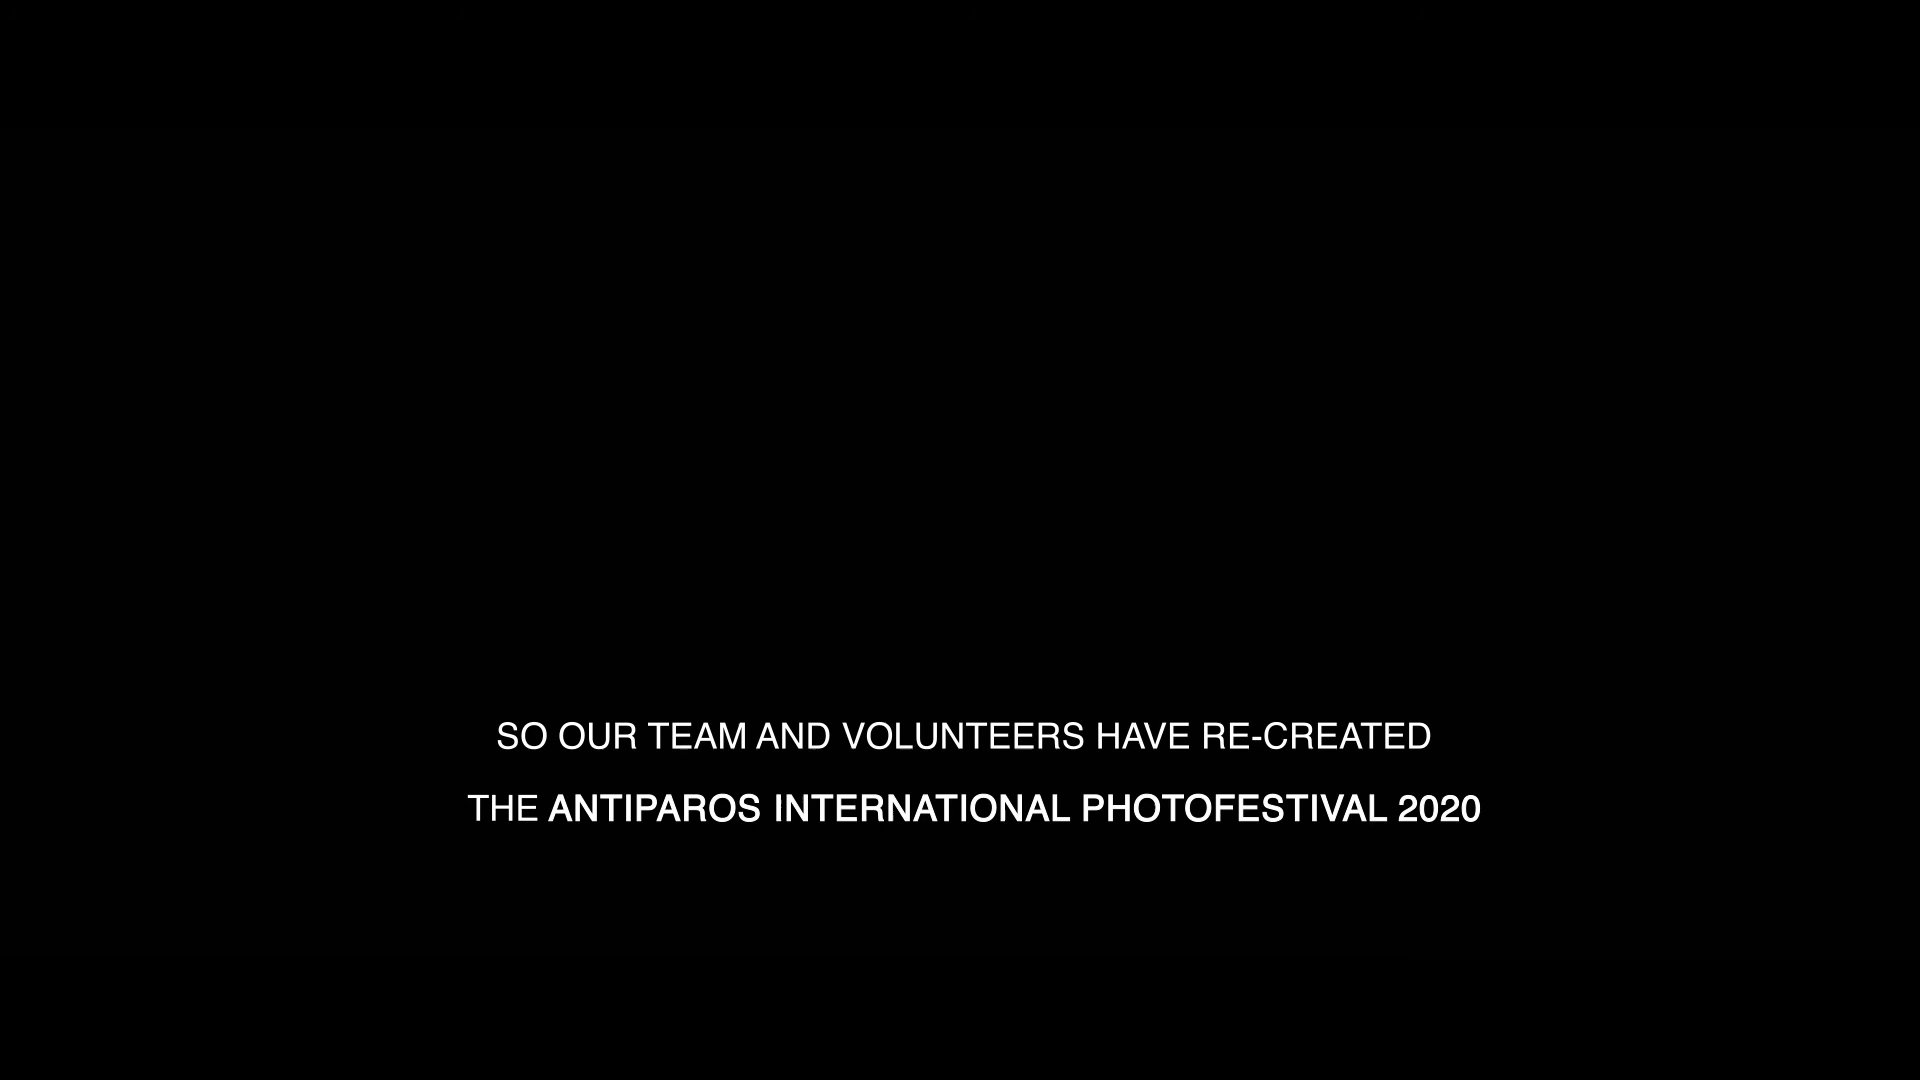 SO OUR TEAM AND VOLUNTEERS HAVE RE-CREATED
THE ANTIPAROS INTERNATIONAL PHOTOFESTIVAL 2020